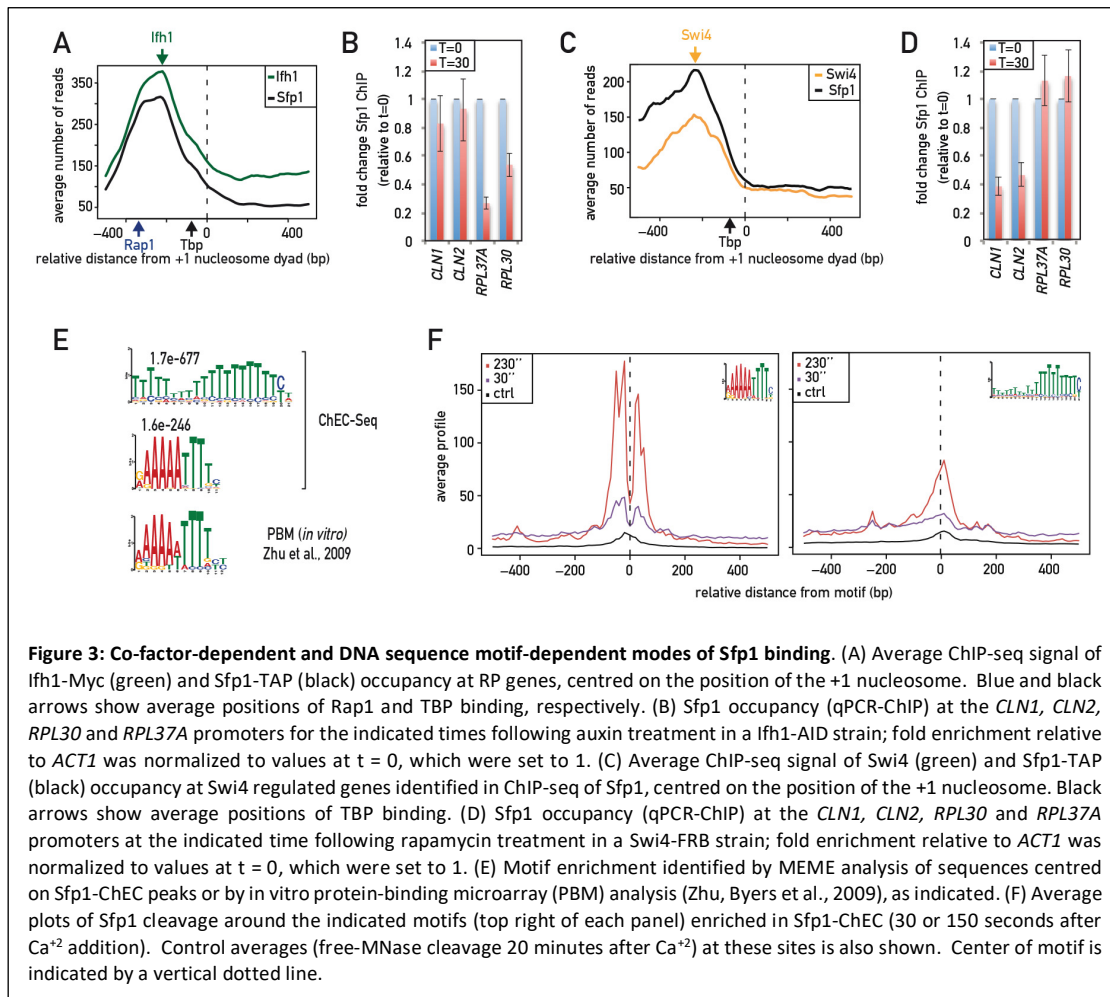 A
Ifh1
Ifh1
Sfp1
average number of reads
350
250
150
50
−400
0
400
Rap1
Tbp
relative distance from +1 nucleosome dyad (bp)
B
T=0
T=30
fold change Sfp1 ChIP
(relative to t=0)
1.4
1.2
1
0.8
0.6
0.4
0.2
0
CLN1
CLN2
RPL37A
RPL30
C
Swi4
Swi4
Sfp1
average number of reads
200
150
100
50
−400
0
400
Tbp
relative distance from +1 nucleosome dyad (bp)
D
T=0
T=30
fold change Sfp1 ChIP
(relative to t=0)
1.4
1.2
1
0.8
0.6
0.4
0.2
0
CLN1
CLN2
RPL37A
RPL30
E
1.7e-677
1.6e-246
ChEC-Seq
PBM (in vitro)
Zhu et al., 2009
F
230''
30''
ctrl
average profile
150
100
50
0
−400
−200
0
200
400
230''
30''
ctrl
−400
−200
0
200
400
relative distance from motif (bp)
Figure 3: Co-factor-dependent and DNA sequence motif-dependent modes of Sfp1 binding. (A) Average ChIP-seq signal of
Ifh1-Myc (green) and Sfp1-TAP (black) occupancy at RP genes, centred on the position of the +1 nucleosome. Blue and black
arrows show average positions of Rap1 and TBP binding, respectively. (B) Sfp1 occupancy (qPCR-ChIP) at the CLN1, CLN2,
RPL30 and RPL37A promoters for the indicated times following auxin treatment in a Ifh1-AID strain; fold enrichment relative
to ACT1 was normalized to values at t = 0, which were set to 1. (C) Average ChIP-seq signal of Swi4 (green) and Sfp1-TAP
(black) occupancy at Swi4 regulated genes identified in ChIP-seq of Sfp1, centred on the position of the +1 nucleosome. Black
arrows show average positions of TBP binding. (D) Sfp1 occupancy (qPCR-ChIP) at the CLN1, CLN2, RPL30 and RPL37A
promoters at the indicated time following rapamycin treatment in a Swi4-FRB strain; fold enrichment relative to ACT1 was
normalized to values at t = 0, which were set to 1. (E) Motif enrichment identified by MEME analysis of sequences centred
on Sfp1-ChEC peaks or by in vitro protein-binding microarray (PBM) analysis (Zhu, Byers et al., 2009), as indicated. (F) Average
plots of Sfp1 cleavage around the indicated motifs (top right of each panel) enriched in Sfp1-ChEC (30 or 150 seconds after
Ca+2 addition). Control averages (free-MNase cleavage 20 minutes after Ca+2) at these sites is also shown. Center of motif is
indicated by a vertical dotted line.